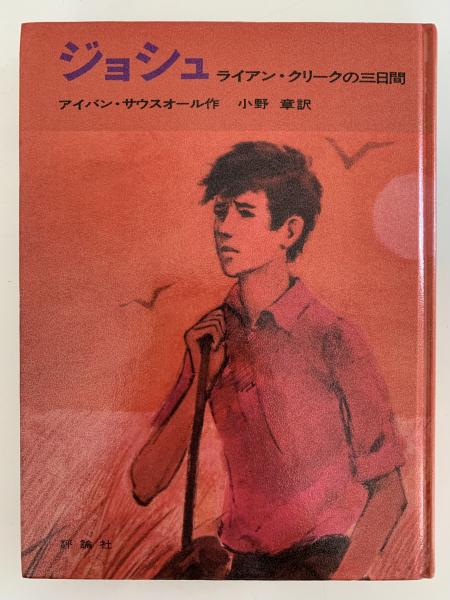 ジョシュ ライアン・クリークの三日間
アイバン・サウスオール作 小野 章訳
評論社